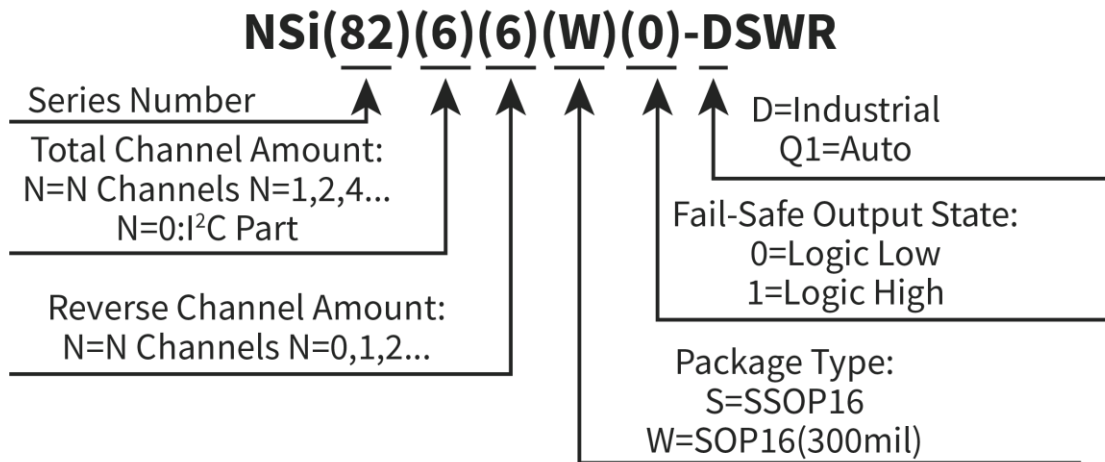 NSi(82)(6)(6)(W)(0)-DSWR
Series Number
Total Channel Amount:
N=N Channels N=1,2,4...
N=0:I²C Part
Reverse Channel Amount:
N=N Channels N=0,1,2...
D=Industrial
Q1=Auto
Fail-Safe Output State:
0=Logic Low
1=Logic High
Package Type:
S=SSOP16
W=SOP16(300mil)